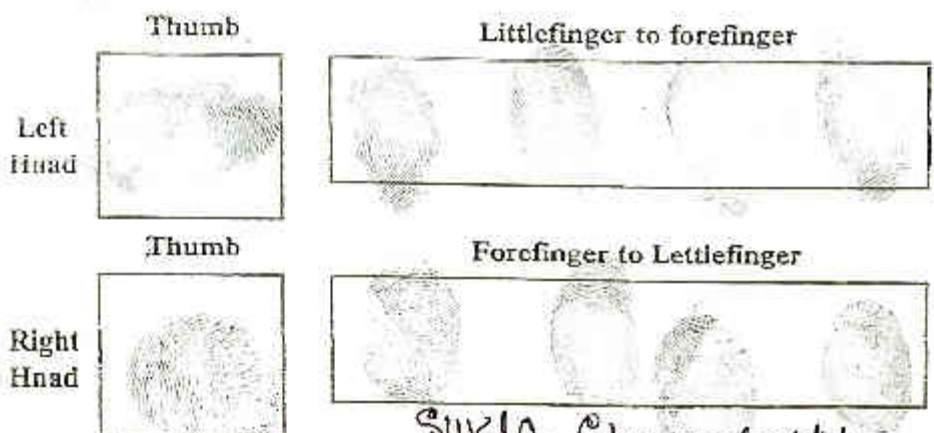 Thumb
Littlefinger to forefinger
Left
Hnad
Thumb
Forefinger to Lettlefinger
Right
Hnad